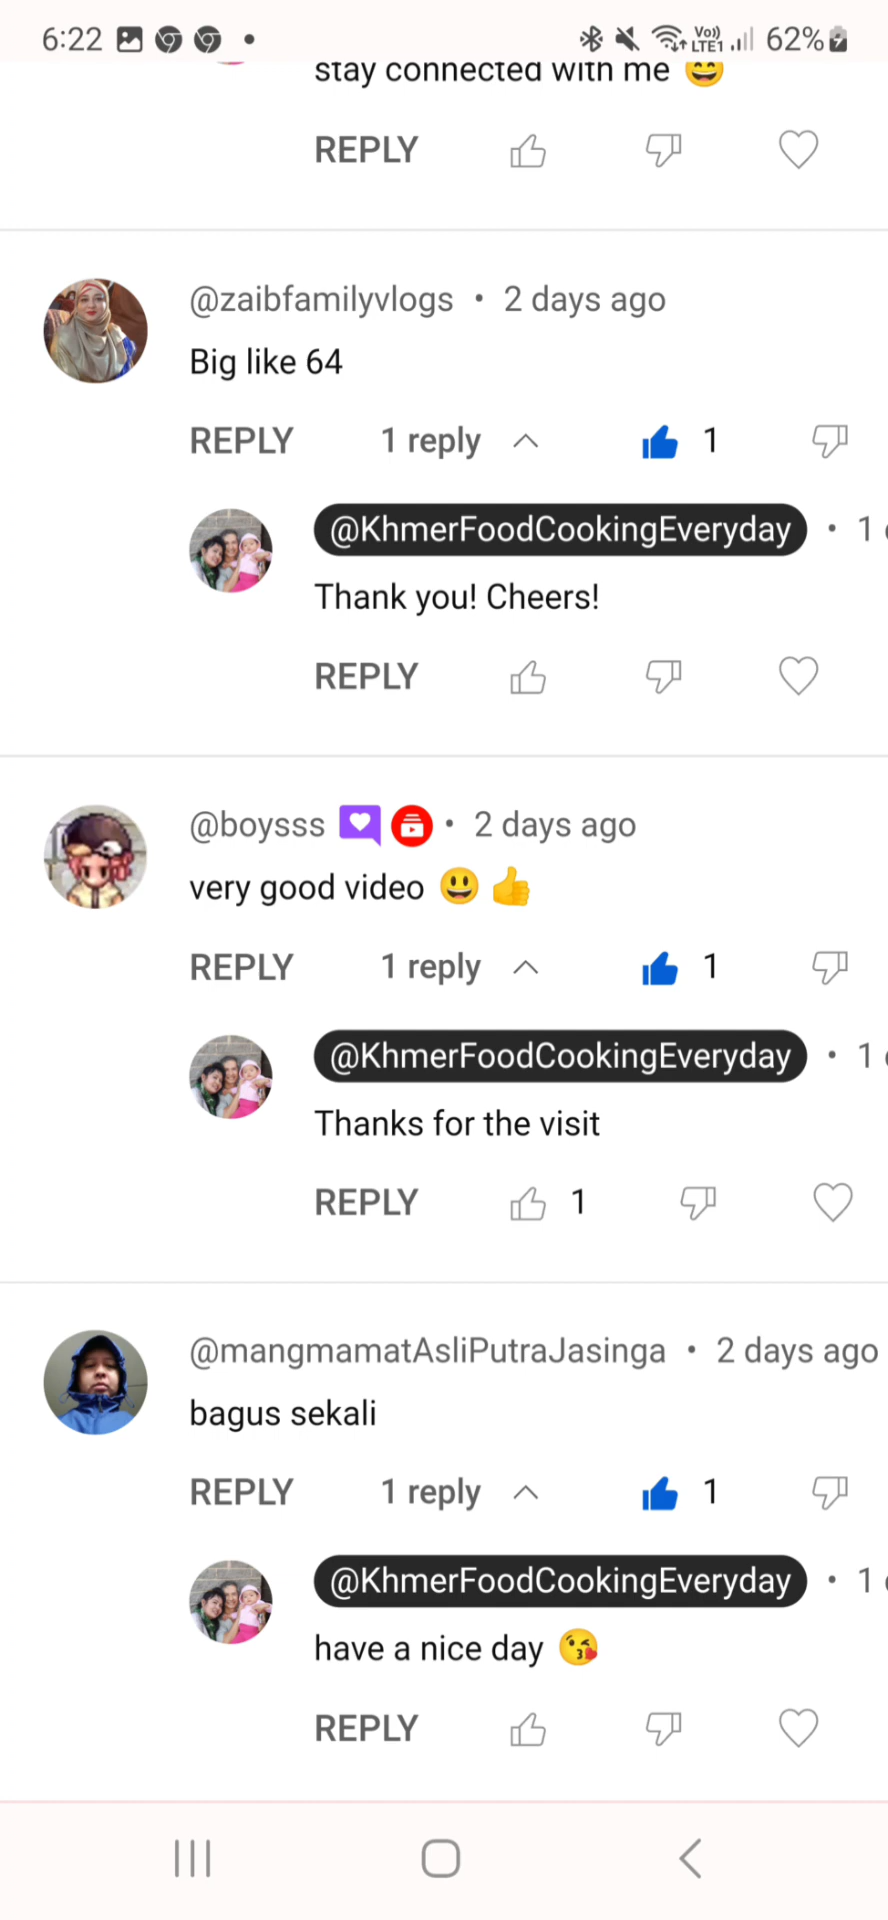 6:22 Vo)) LTE1 62%
stay connected with me 😄
REPLY
@zaibfamilyvlogs • 2 days ago
Big like 64
REPLY 1 reply 1
@KhmerFoodCookingEveryday • 1
Thank you! Cheers!
REPLY
@boysss • 2 days ago
very good video 😃👍
REPLY 1 reply 1
@KhmerFoodCookingEveryday • 1
Thanks for the visit
REPLY 1
@mangmamatAsliPutraJasinga • 2 days ago
bagus sekali
REPLY 1 reply 1
@KhmerFoodCookingEveryday • 1
have a nice day 😘
REPLY